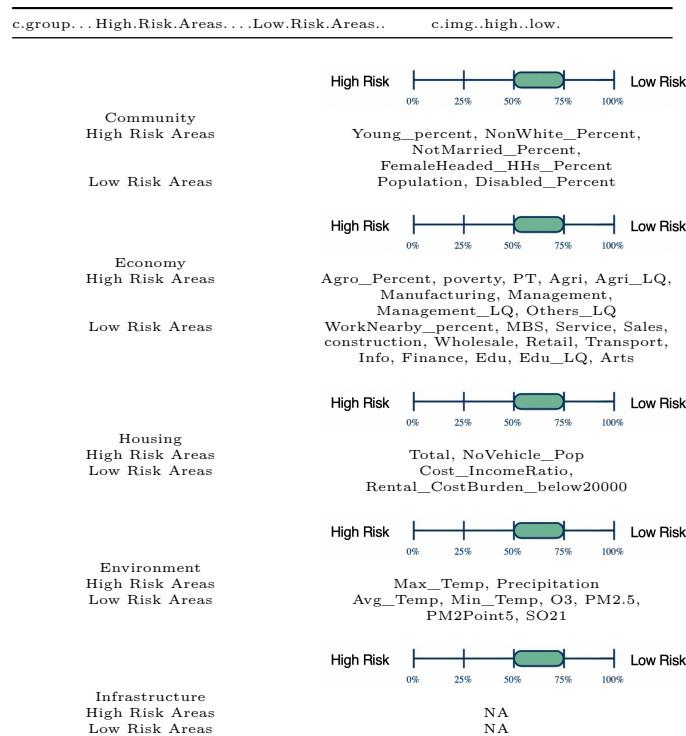 c.group...High.Risk.Areas....Low.Risk.Areas.. c.img..high..low.
High Risk Low Risk
0% 25% 50% 75% 100%
Community
High Risk Areas Young_percent, NonWhite_Percent,
NotMarried_Percent,
FemaleHeaded_HHs_Percent
Low Risk Areas Population, Disabled_Percent
High Risk Low Risk
0% 25% 50% 75% 100%
Economy
High Risk Areas Agro_Percent, poverty, PT, Agri, Agri_LQ,
Manufacturing, Management,
Management_LQ, Others_LQ
Low Risk Areas WorkNearby_percent, MBS, Service, Sales,
construction, Wholesale, Retail, Transport,
Info, Finance, Edu, Edu_LQ, Arts
High Risk Low Risk
0% 25% 50% 75% 100%
Housing
High Risk Areas Total, NoVehicle_Pop
Low Risk Areas Cost_IncomeRatio,
Rental_CostBurden_below20000
High Risk Low Risk
0% 25% 50% 75% 100%
Environment
High Risk Areas Max_Temp, Precipitation
Low Risk Areas Avg_Temp, Min_Temp, O3, PM2.5,
PM2Point5, SO21
High Risk Low Risk
0% 25% 50% 75% 100%
Infrastructure
High Risk Areas NA
Low Risk Areas NA